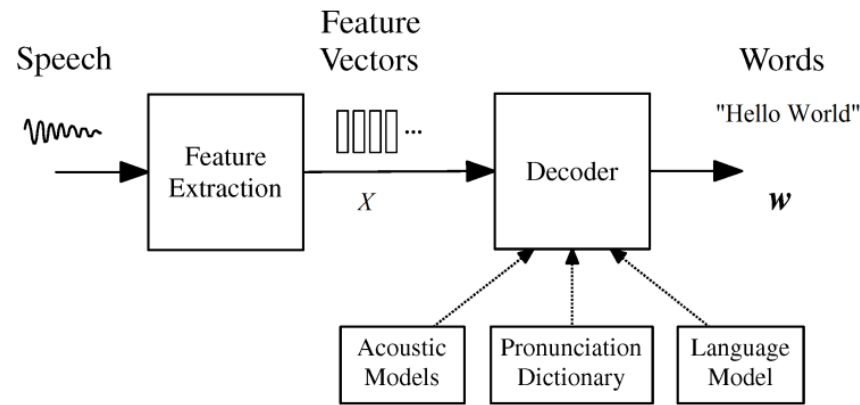 Speech
Feature
Vectors
Words
"Hello World"
Feature
Extraction
...
X
Decoder
w
Acoustic
Models
Pronunciation
Dictionary
Language
Model